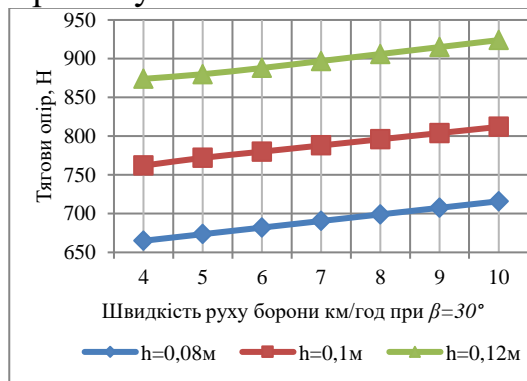 950
900
850
800
750
700
650
Тягови опір, Н
4 5 6 7 8 9 10
Швидкість руху борони км/год при β=30°
h=0,08м h=0,1м h=0,12м